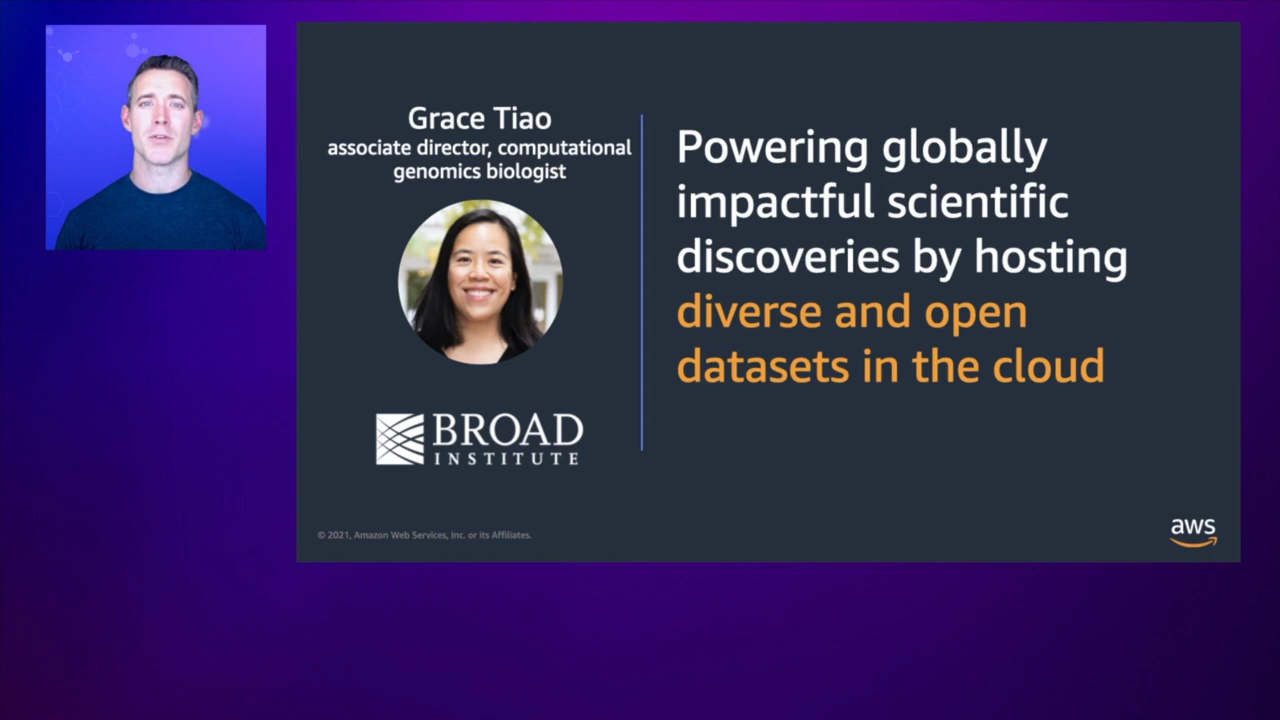 Grace Tiao
associate director, computational
genomics biologist
BROAD
INSTITUTE
Powering globally
impactful scientific
discoveries by hosting
diverse and open
datasets in the cloud
© 2021, Amazon Web Services, Inc. or its Affiliates.
aws